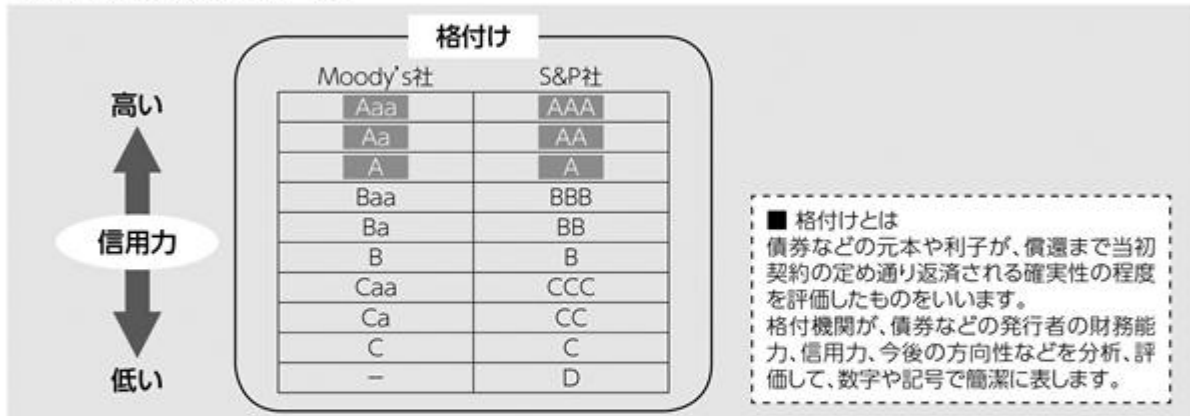 格付け
Moody's社 S&P社
高い
Aaa AAA
Aa AA
A A
Baa BBB
Ba BB
信用力
B B
Caa CCC
Ca CC
C C
低い
− D
■ 格付けとは
債券などの元本や利子が、償還まで当初
契約の定め通り返済される確実性の程度
を評価したものをいいます。
格付機関が、債券などの発行者の財務能
力、信用力、今後の方向性などを分析、評
価して、数字や記号で簡潔に表します。